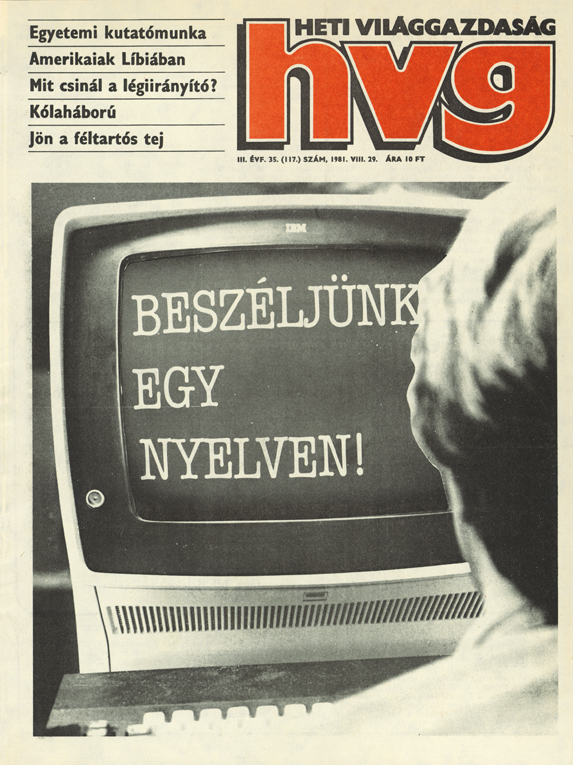 Egyetemi kutatómunka
Amerikaiak Líbiában
Mit csinál a légiirányító?
Kólaháború
Jön a féltartós tej
HETI VILÁGGAZDASÁG
hvg
III. ÉVF. 35. (117.) SZÁM, 1981. VIII. 29. ÁRA 10 FT
IBM
BESZÉLJÜNK
EGY
NYELVEN!